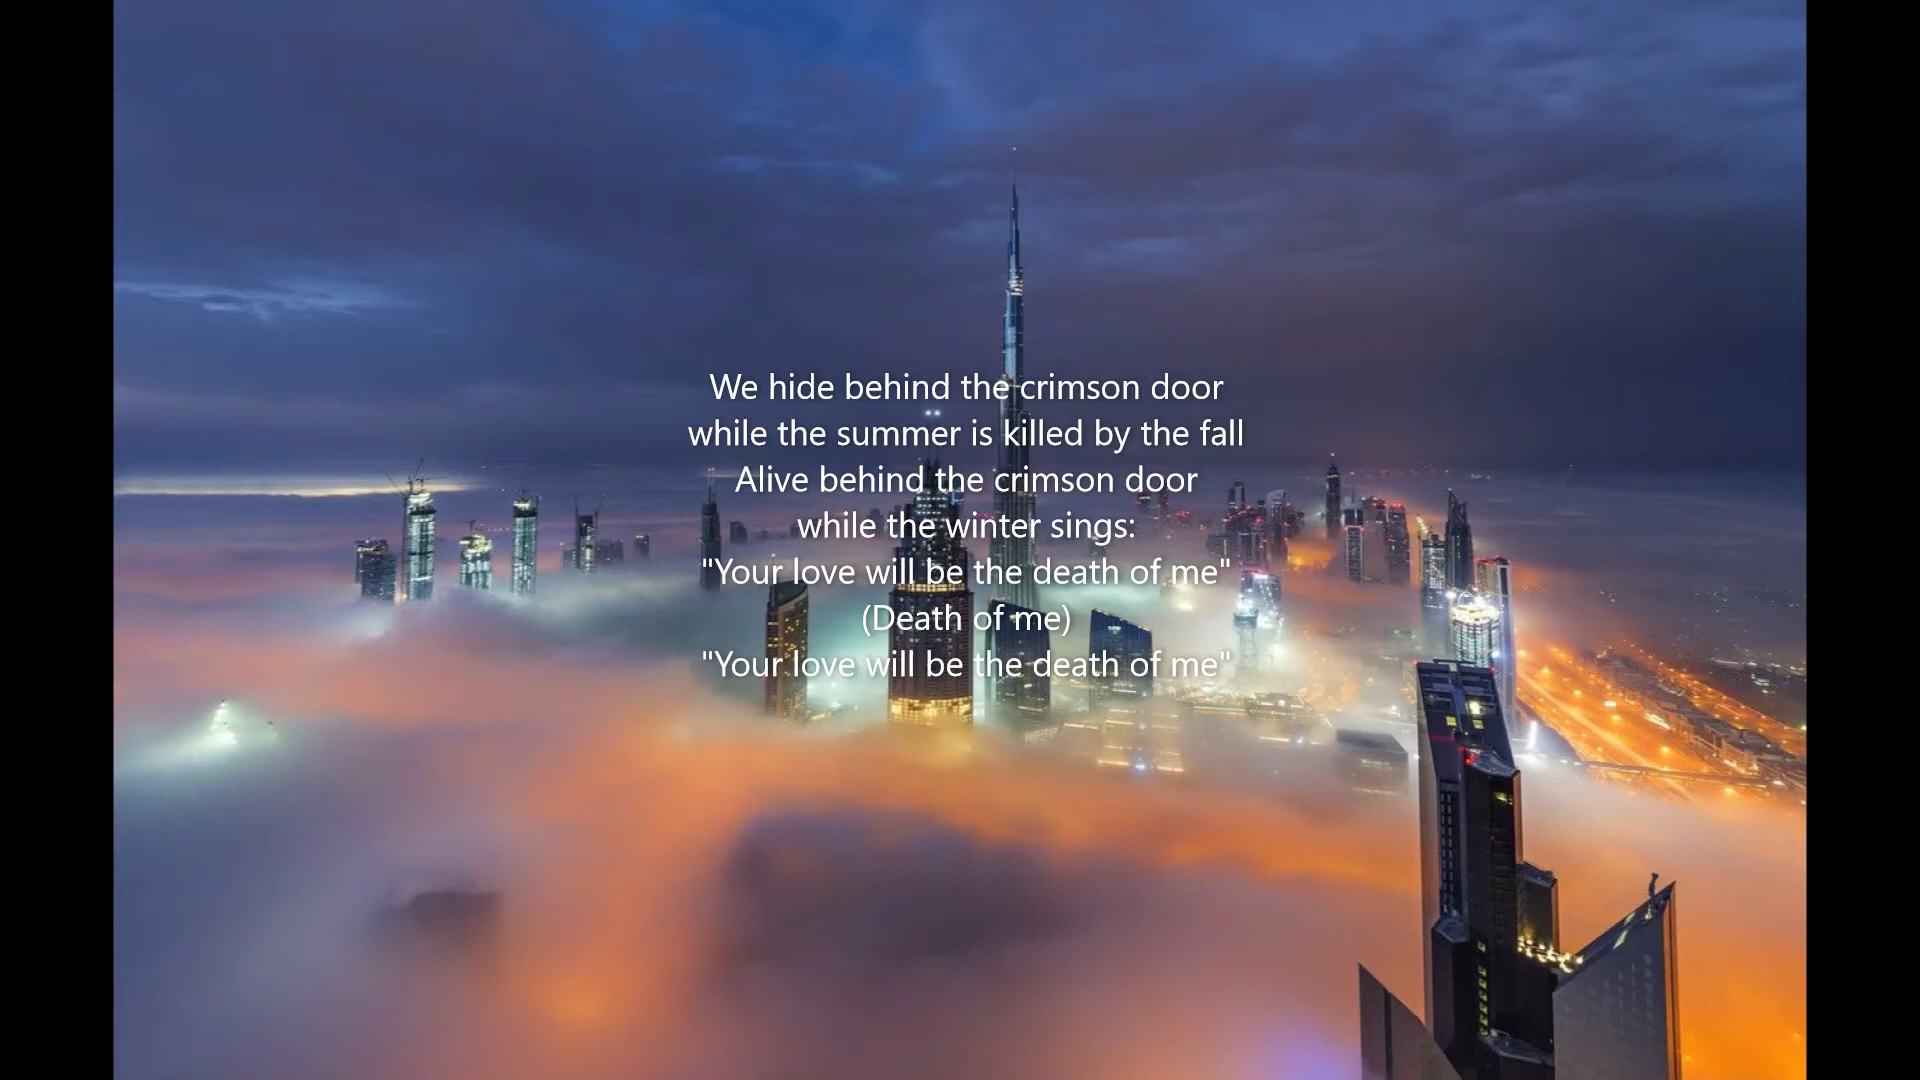 We hide behind the crimson door
while the summer is killed by the fall
Alive behind the crimson door
while the winter sings:
"Your love will be the death of me"
(Death of me)
"Your love will be the death of me"